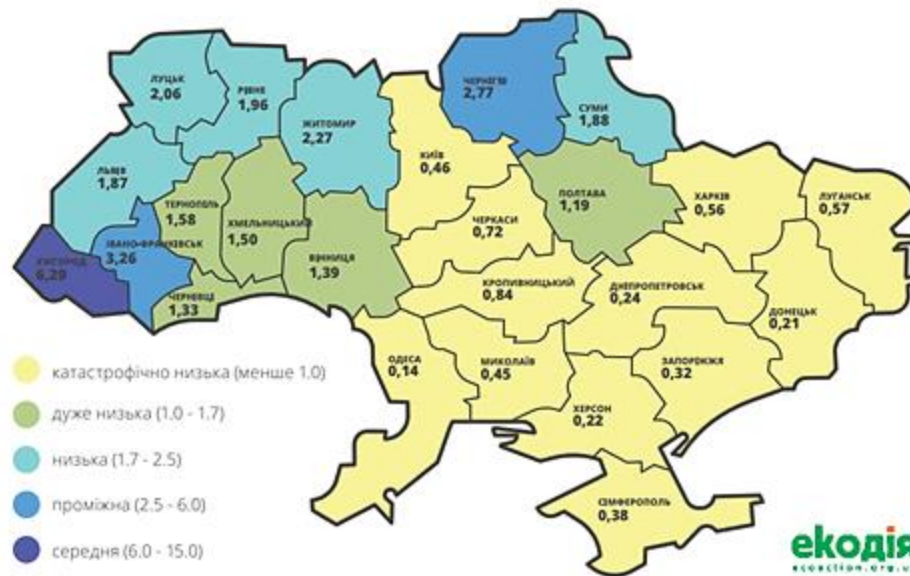 ЛУЦЬК
2,06
РІВНЕ
1,96
ЖИТОМИР
2,27
ЧЕРНІГІВ
2,77
СУМИ
1,88
КИЇВ
0,46
ЛЬВІВ
1,87
ТЕРНОПІЛЬ
1,58
ХМЕЛЬНИЦЬКИЙ
1,50
ВІННИЦЯ
1,39
ЧЕРКАСИ
0,72
ПОЛТАВА
1,19
ХАРКІВ
0,56
ЛУГАНСЬК
0,57
УЖГОРОД
6,29
ІВАНО-ФРАНКІВСЬК
3,26
ЧЕРНІВЦІ
1,33
КРОПИВНИЦЬКИЙ
0,84
ДНЕПРОПЕТРОВСЬК
0,24
ДОНЕЦЬК
0,21
ОДЕСА
0,14
МИКОЛАЇВ
0,45
ЗАПОРІЖЖЯ
0,32
ХЕРСОН
0,22
СІМФЕРОПОЛЬ
0,38
катастрофічно низька (менше 1.0)
дуже низька (1.0 - 1.7)
низька (1.7 - 2.5)
проміжна (2.5 - 6.0)
середня (6.0 - 15.0)
екодія
ecoaction.org.u